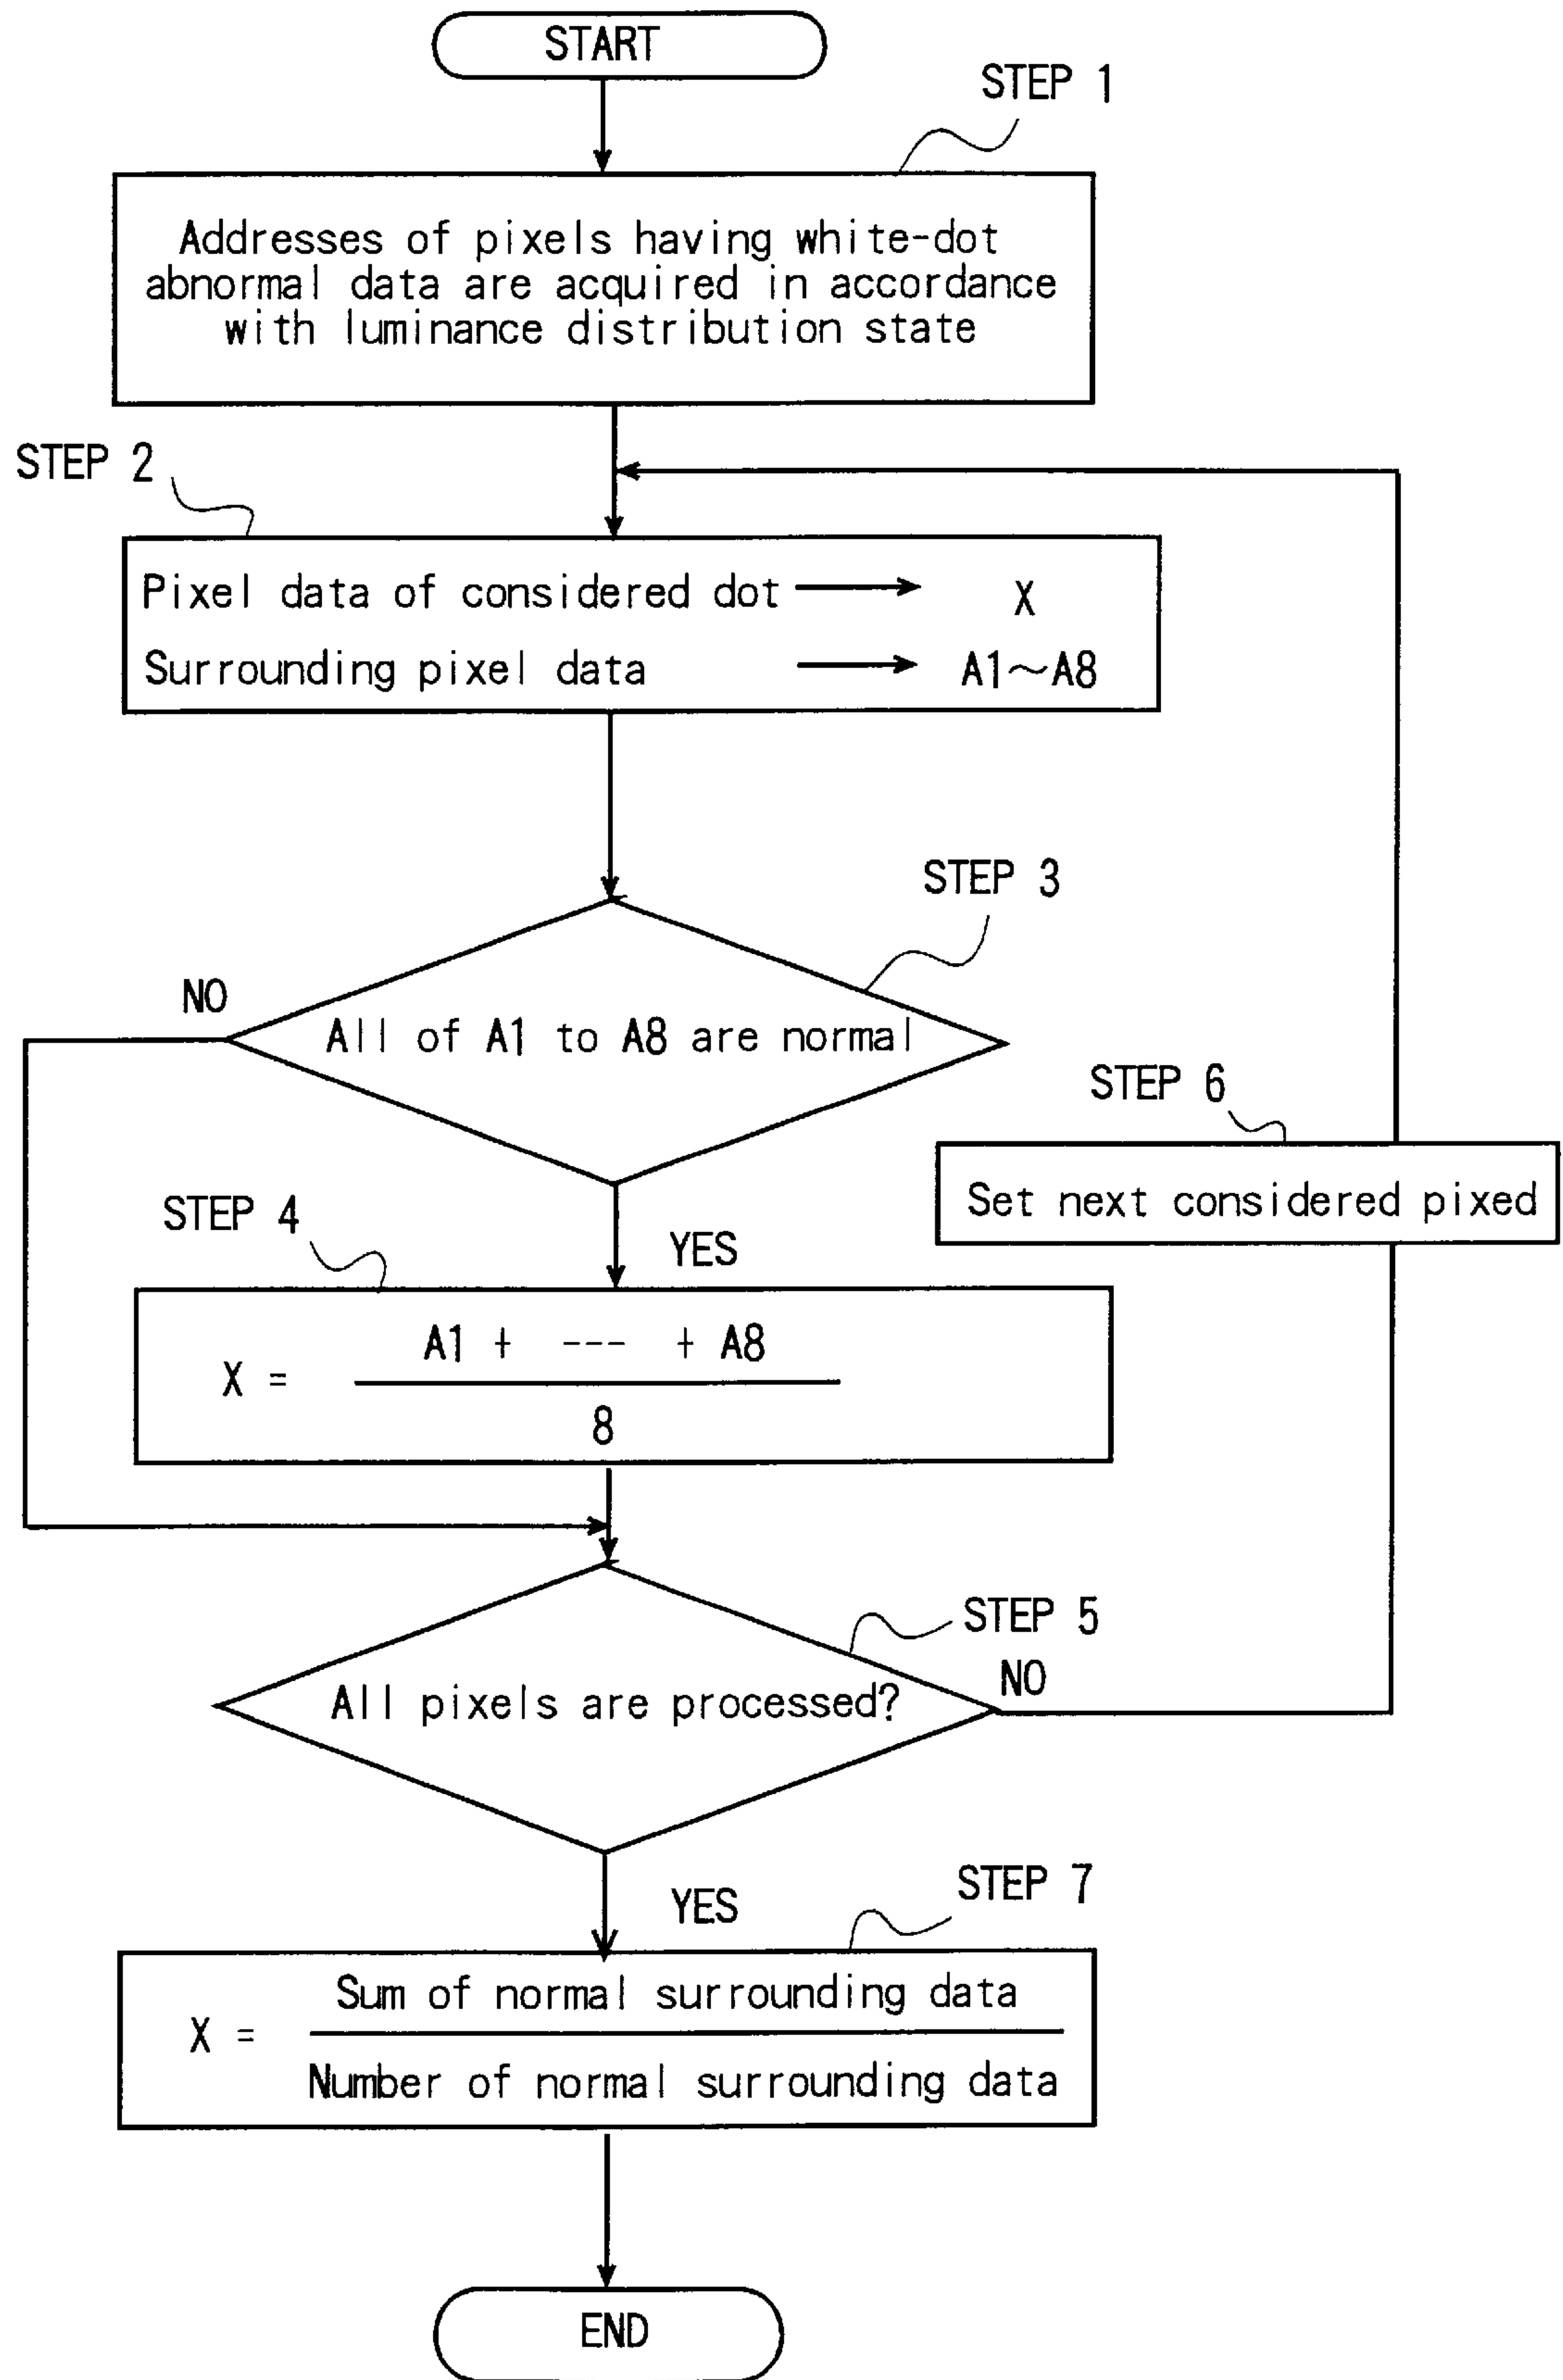 START
STEP 1
Addresses of pixels having white-dot
abnormal data are acquired in accordance
with luminance distribution state
STEP 2
Pixel data of considered dot → X
Surrounding pixel data → A1~A8
STEP 3
NO
All of A1 to A8 are normal
STEP 6
Set next considered pixed
STEP 4
YES
A1 + --- + A8
X =
8
STEP 5
NO
All pixels are processed?
YES
STEP 7
Sum of normal surrounding data
X =
Number of normal surrounding data
END